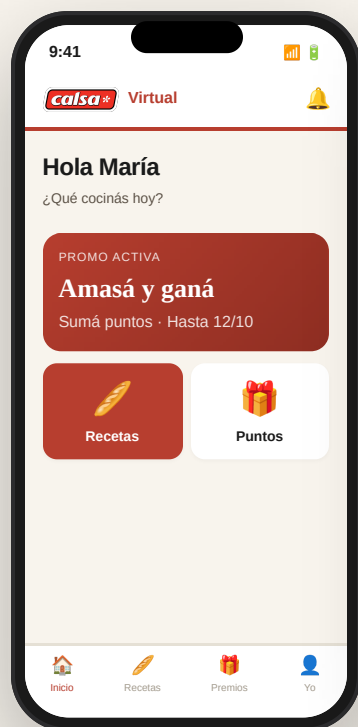 9:41
calsa Virtual
Hola María
¿Qué cocinás hoy?
PROMO ACTIVA
Amasá y ganá
Sumá puntos · Hasta 12/10
Recetas Puntos
Inicio Recetas Premios Yo